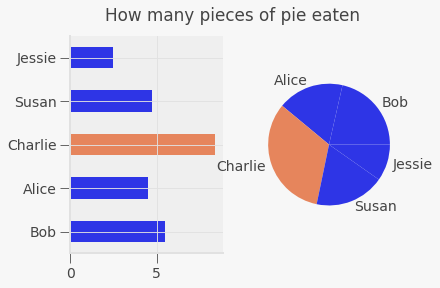 How many pieces of pie eaten
Jessie
Susan
Charlie
Alice
Bob
0 5
Alice
Bob
Charlie
Jessie
Susan